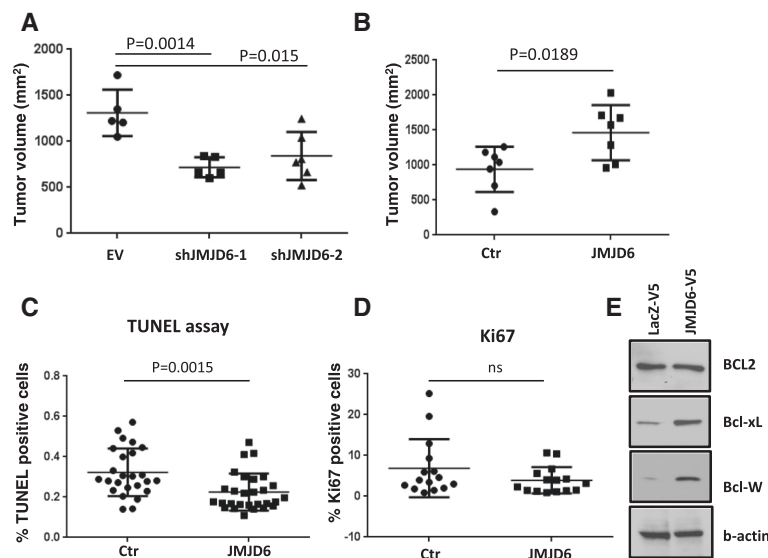 A
P=0.0014
P=0.015
Tumor volume (mm²)
2000
1500
1000
500
0
EV
shJMJD6-1
shJMJD6-2
B
P=0.0189
Tumor volume (mm²)
2500
2000
1500
1000
500
0
Ctr
JMJD6
C
TUNEL assay
P=0.0015
% TUNEL positive cells
0.8
0.6
0.4
0.2
0.0
Ctr
JMJD6
D
Ki67
ns
% Ki67 positive cells
30
20
10
0
-10
Ctr
JMJD6
E
LacZ-V5
JMJD6-V5
BCL2
Bcl-xL
Bcl-W
b-actin